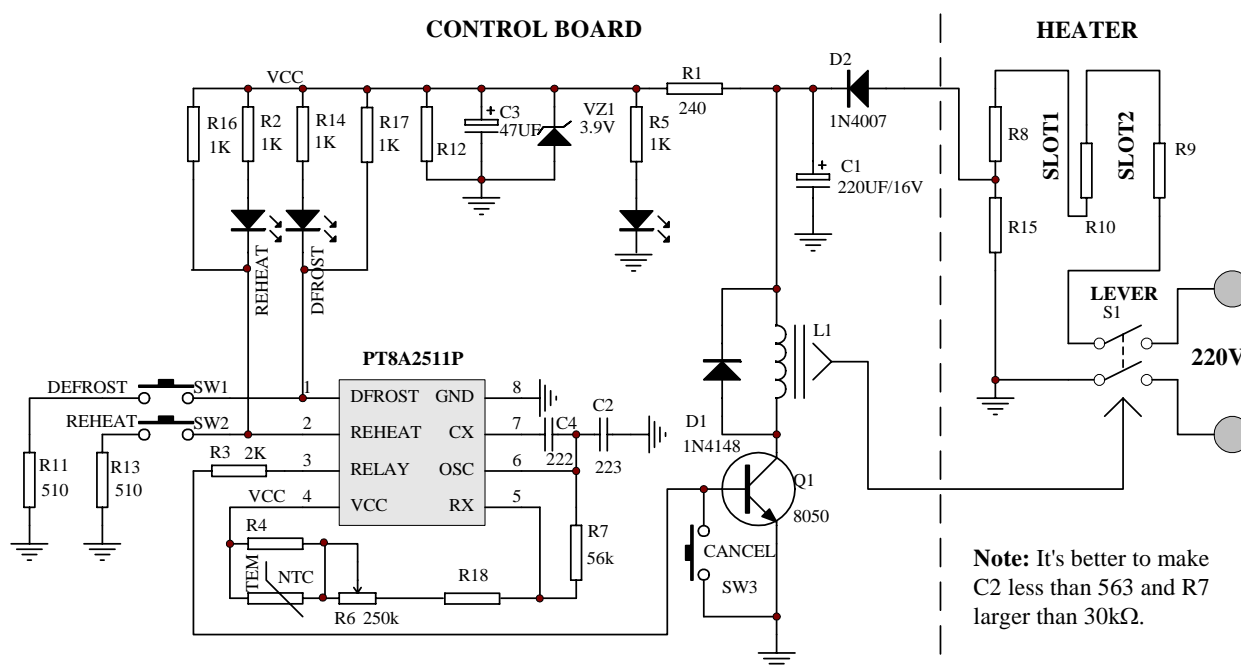 CONTROL BOARD
HEATER
VCC
R16
1K
R2
1K
R14
1K
R17
1K
R12
C3
47UF
+
VZ1
3.9V
R5
1K
R1
240
D2
1N4007
+
C1
220UF/16V
R8
SLOT1
SLOT2
R9
R15
R10
REHEAT
DFROST
LEVER
S1
220V
L1
PT8A2511P
DEFROST
SW1
1
DFROST
GND
8
REHEAT
SW2
2
REHEAT
CX
7
C4
222
C2
223
R3
2K
3
RELAY
OSC
6
VCC
4
VCC
RX
5
R11
510
R13
510
R4
TEM
NTC
R6
250k
R18
R7
56k
D1
1N4148
Q1
8050
CANCEL
SW3
Note: It's better to make
C2 less than 563 and R7
larger than 30kΩ.